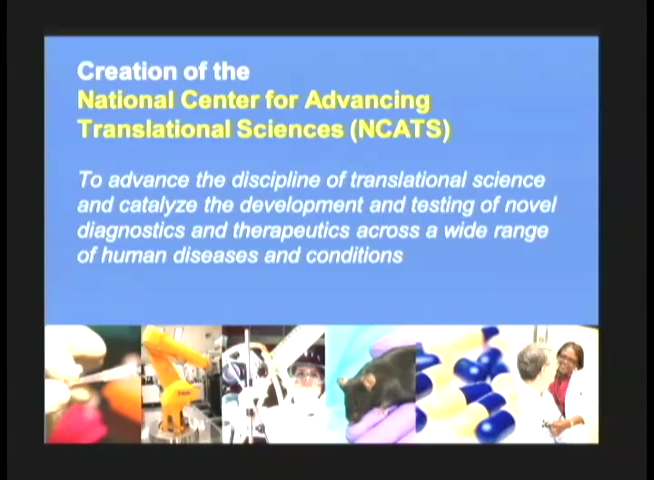 Creation of the
National Center for Advancing
Translational Sciences (NCATS)
To advance the discipline of translational science
and catalyze the development and testing of novel
diagnostics and therapeutics across a wide range
of human diseases and conditions